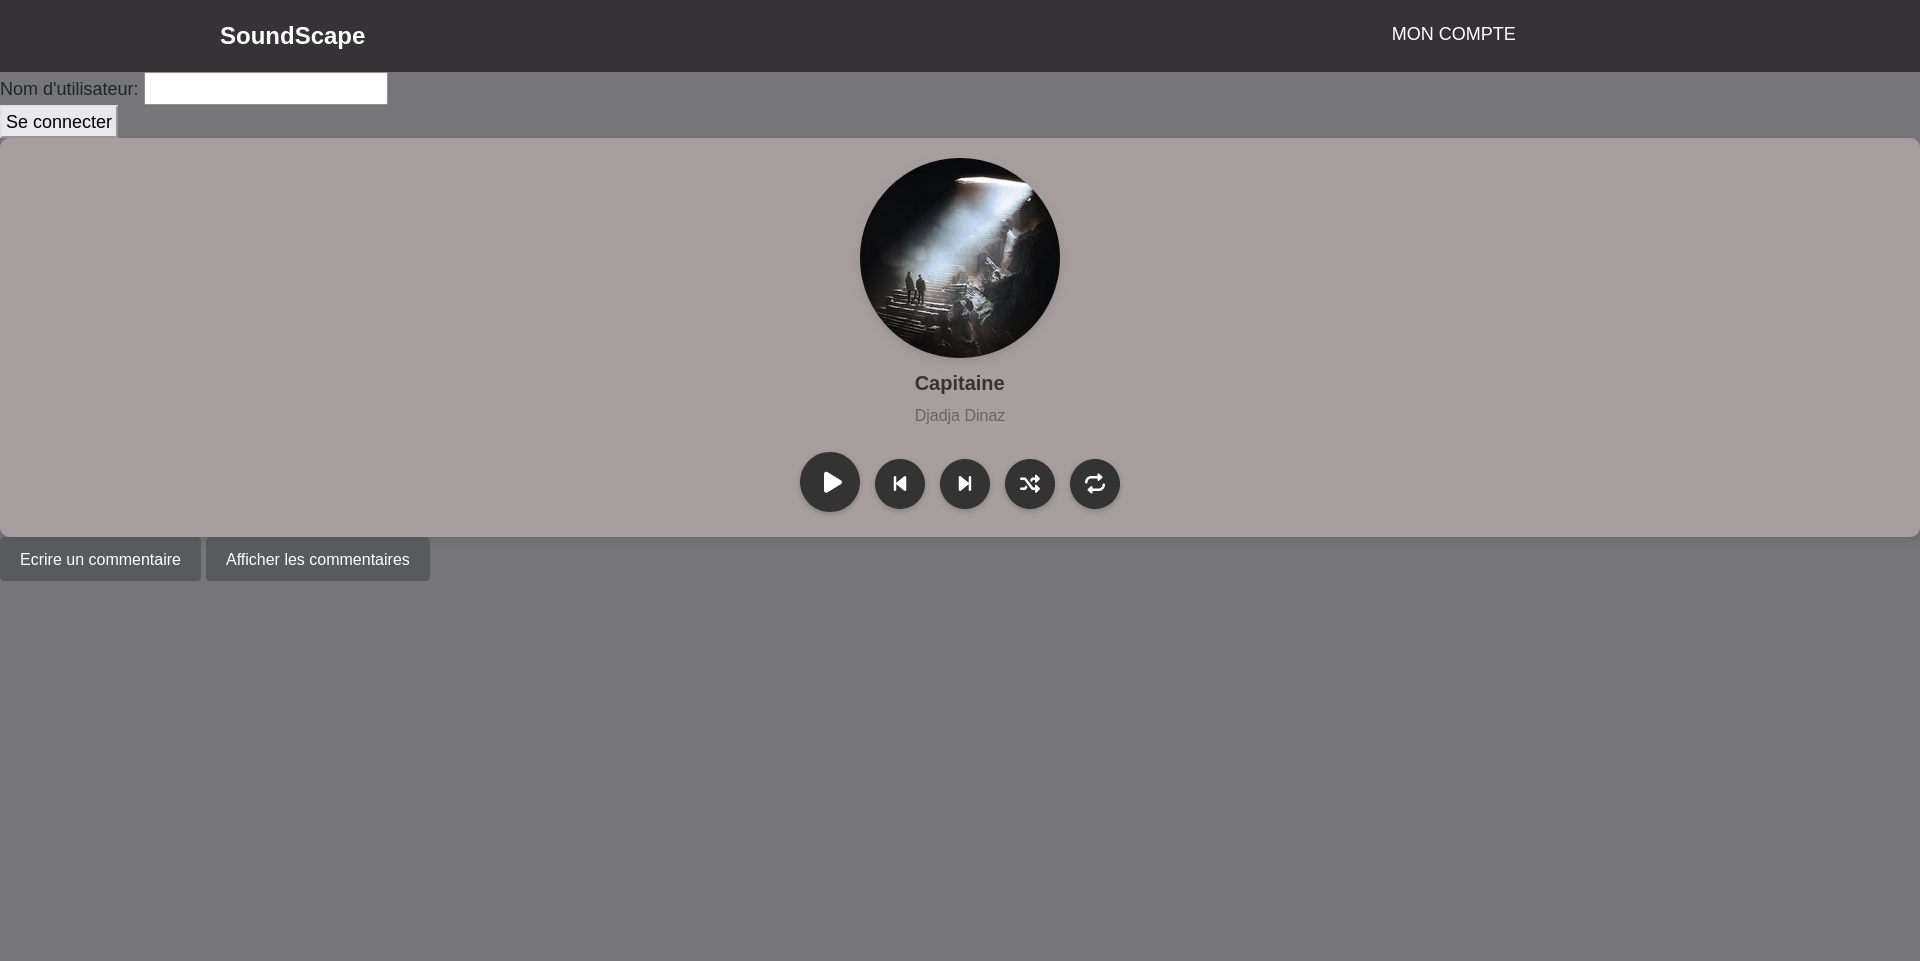 SoundScape
MON COMPTE
Nom d'utilisateur:
Se connecter
Capitaine
Djadja Dinaz
Ecrire un commentaire
Afficher les commentaires